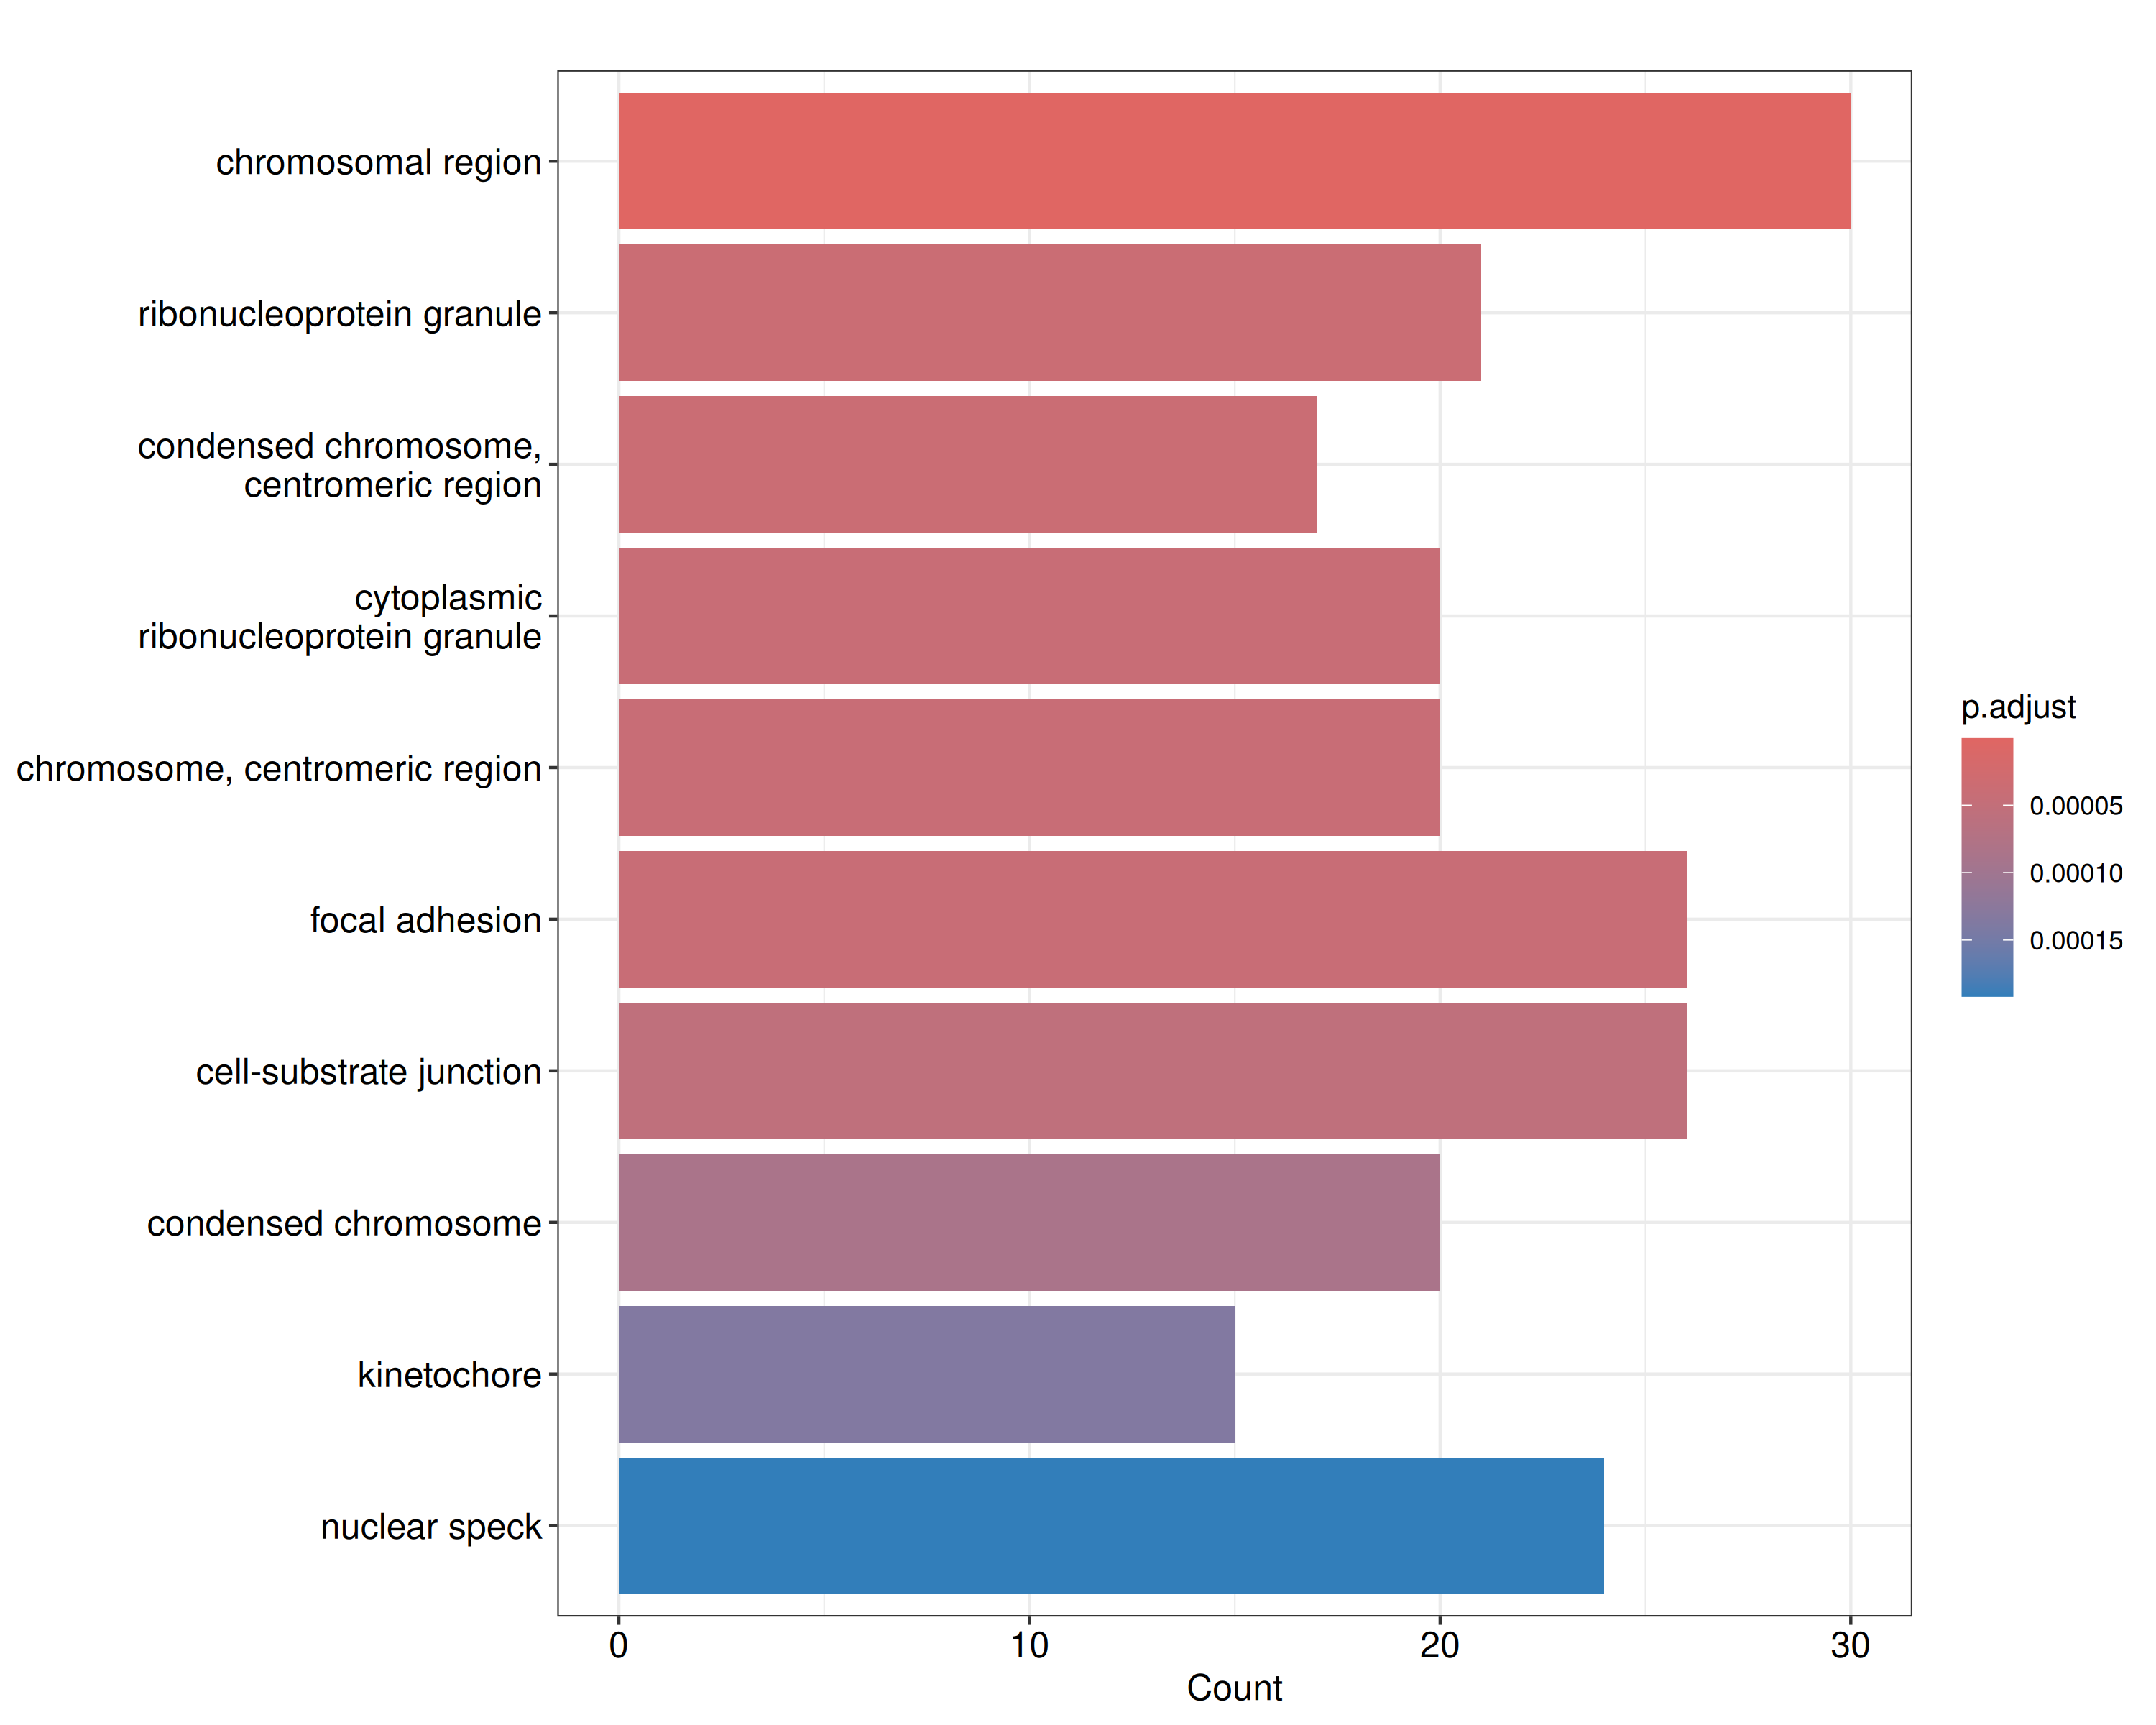 chromosomal region
ribonucleoprotein granule
condensed chromosome,
centromeric region
cytoplasmic
ribonucleoprotein granule
chromosome, centromeric region
focal adhesion
cell-substrate junction
condensed chromosome
kinetochore
nuclear speck
0
10
20
30
Count
p.adjust
0.00005
0.00010
0.00015